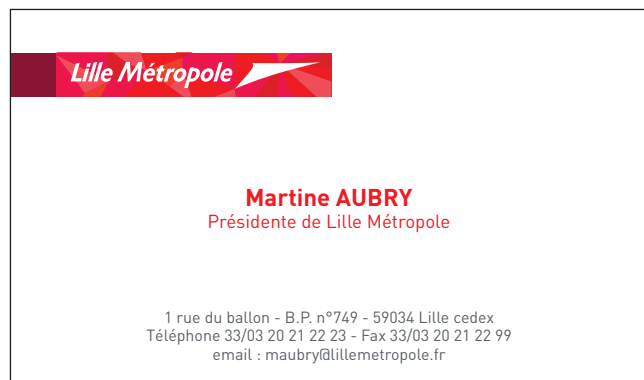 Lille Métropole
Martine AUBRY
Présidente de Lille Métropole
1 rue du ballon - B.P. n°749 - 59034 Lille cedex
Téléphone 33/03 20 21 22 23 - Fax 33/03 20 21 22 99
email : maubry@lillemetropole.fr